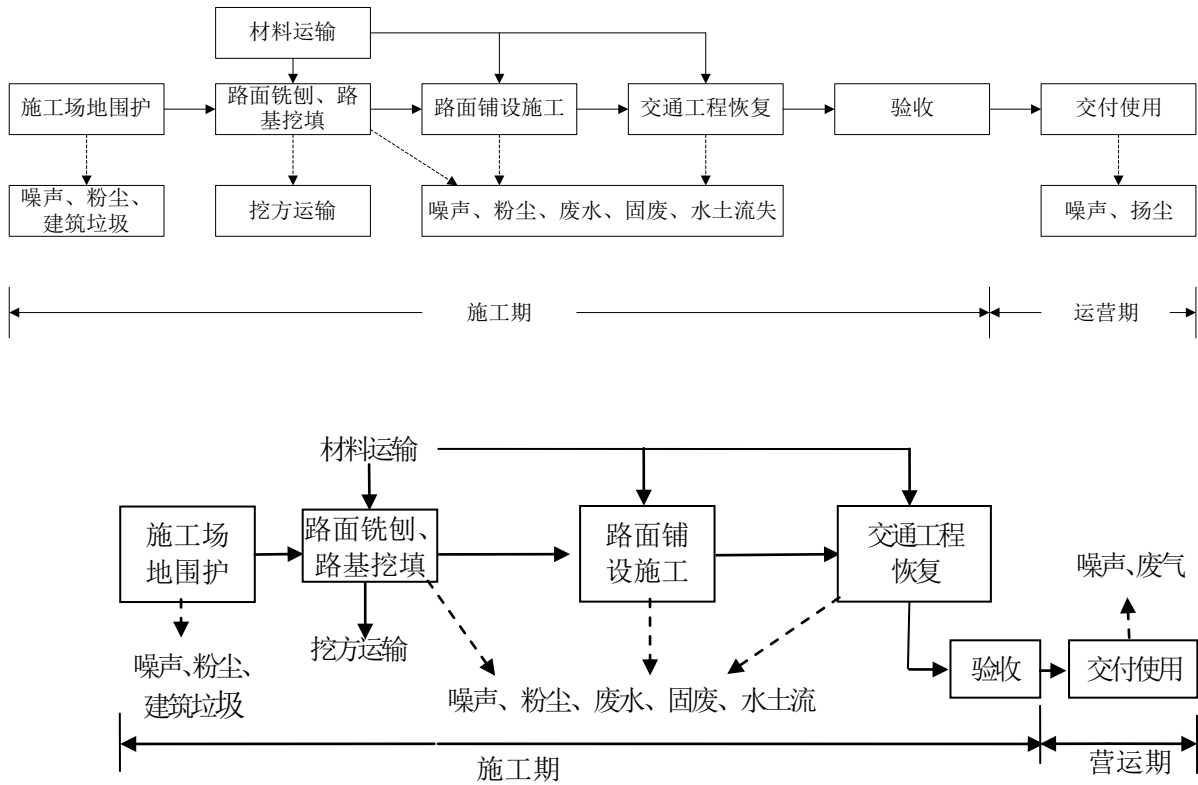 材料运输
施工场地围护
路面铣刨、路
基挖填
路面铺设施工
交通工程恢复
验收
交付使用
噪声、粉尘、
建筑垃圾
挖方运输
噪声、粉尘、废水、固废、水土流失
噪声、扬尘
施工期
运营期
材料运输
施工场
地围护
路面铣刨、
路基挖填
路面铺
设施工
交通工程
恢复
噪声、废气
挖方运输
噪声、粉尘、
建筑垃圾
噪声、粉尘、废水、固废、水土流
验收
交付使用
施工期
营运期